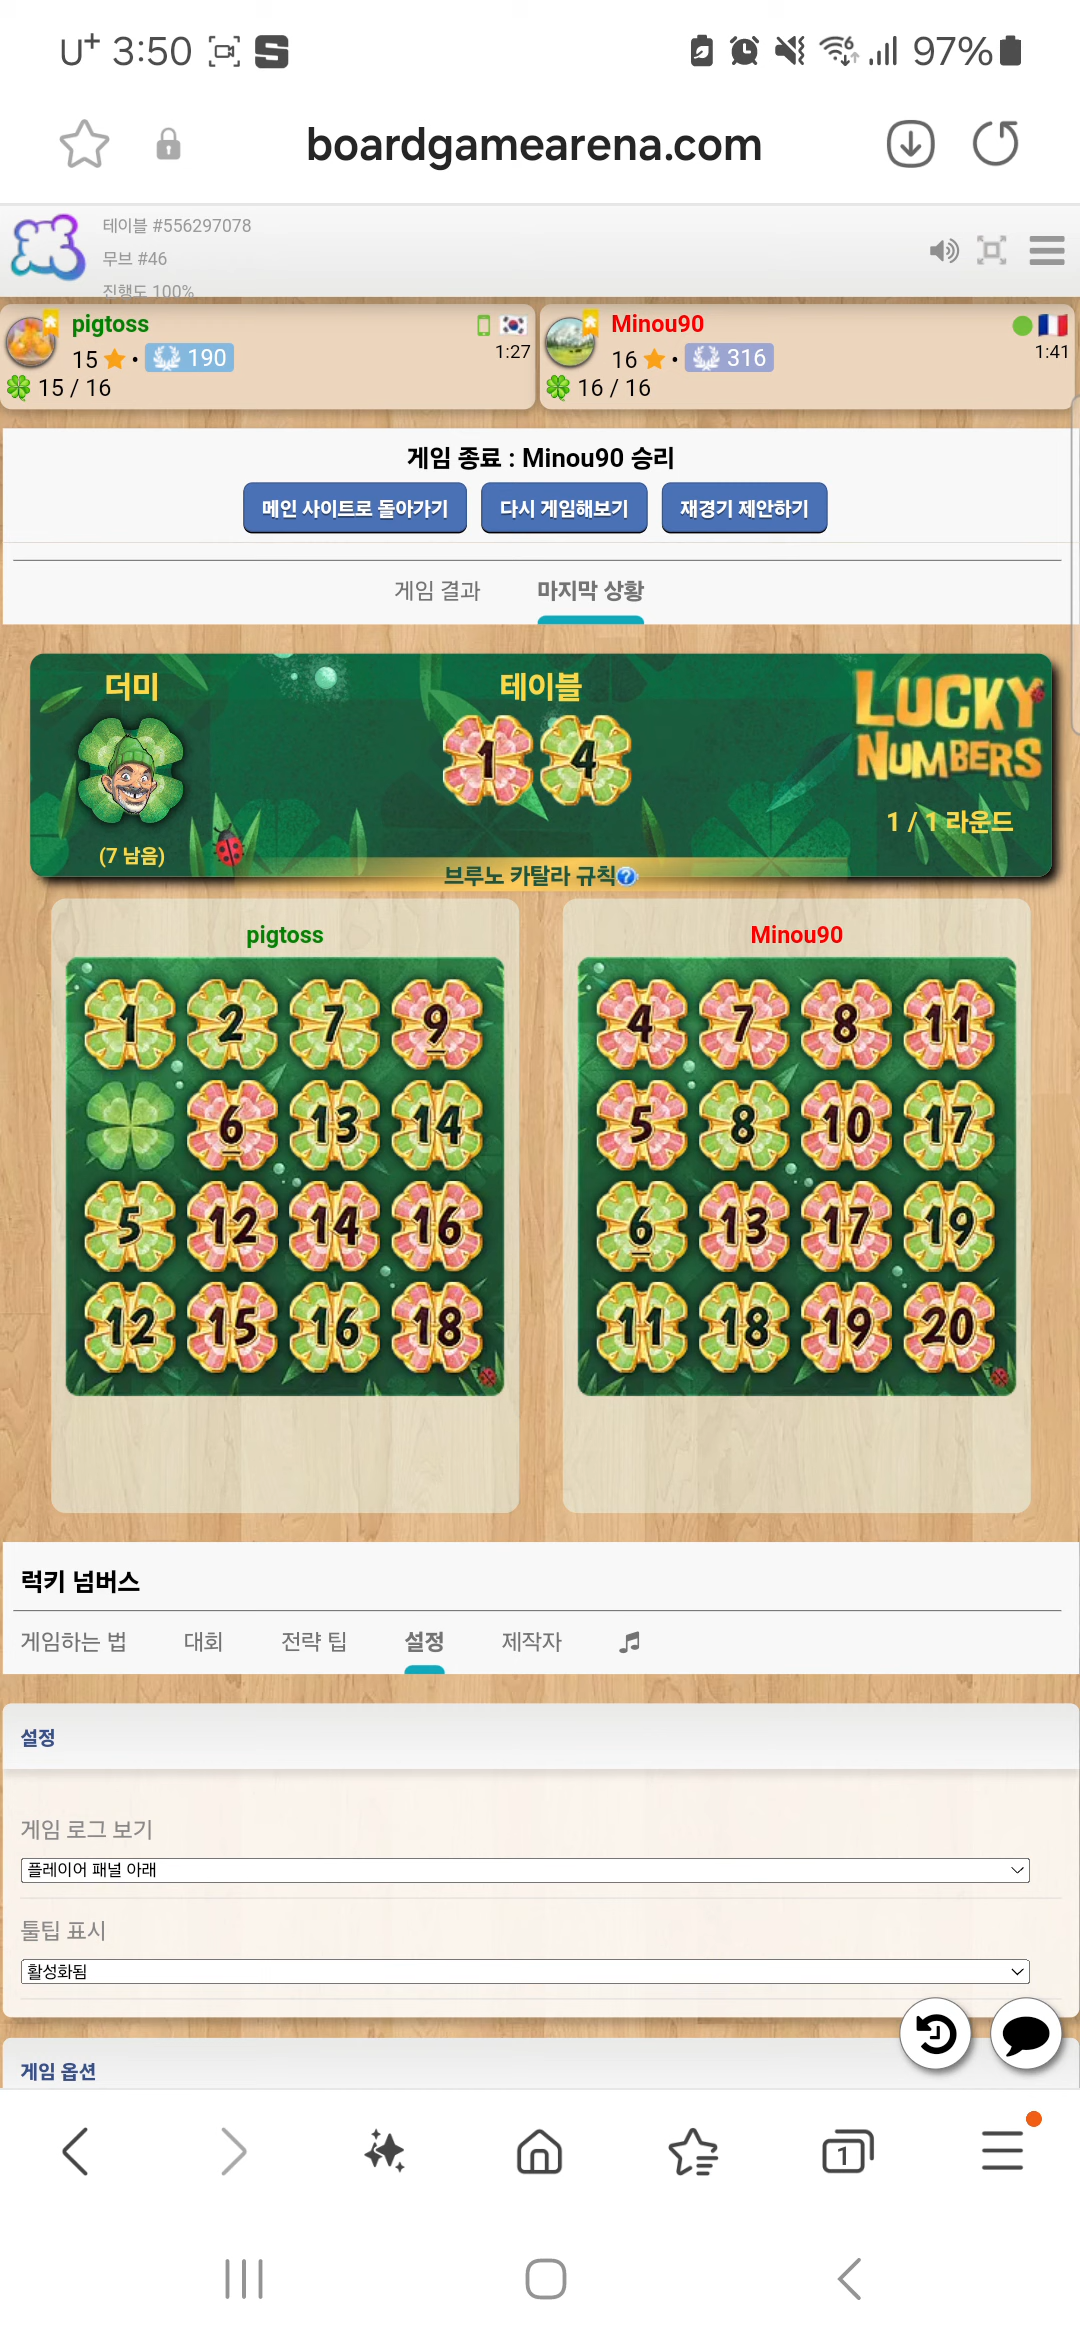 U+ 3:50 97%
boardgamearena.com
테이블 #556297078
무브 #46
진행도 100%
pigtoss
15 • 190
1:27
15 / 16
Minou90
16 • 316
1:41
16 / 16
게임 종료 : Minou90 승리
메인 사이트로 돌아가기 다시 게임해보기 재경기 제안하기
게임 결과 마지막 상황
더미 테이블 LUCKY
NUMBERS
1 4
1 / 1 라운드
(7 남음)
브루노 카탈라 규칙?
pigtoss
1 2 7 9
6 13 14
5 12 14 16
12 15 16 18
Minou90
4 7 8 11
5 8 10 17
6 13 17 19
11 18 19 20
럭키 넘버스
게임하는 법 대회 전략 팁 설정 제작자
설정
게임 로그 보기
플레이어 패널 아래
툴팁 표시
활성화됨
게임 옵션
1